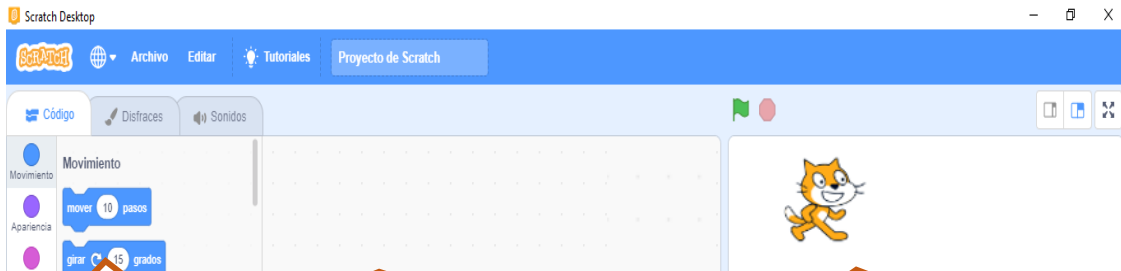 Scratch Desktop
SCRATCH Archivo Editar Tutoriales Proyecto de Scratch
Código Disfraces Sonidos
Movimiento
Movimiento
mover 10 pasos
Apariencia
girar 15 grados